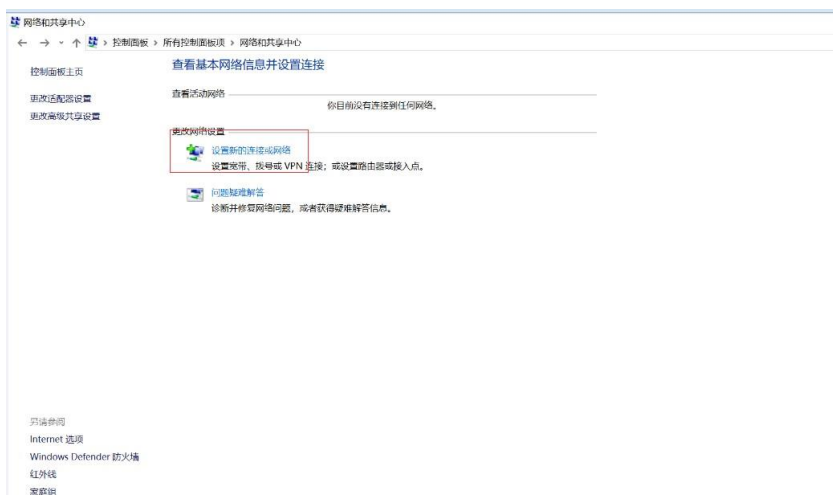 网络和共享中心
控制面板 > 所有控制面板项 > 网络和共享中心
控制面板主页
更改适配器设置
更改高级共享设置
查看基本网络信息并设置连接
查看活动网络
你目前没有连接到任何网络。
更改网络设置
设置新的连接或网络
设置宽带、拨号或 VPN 连接；或设置路由器或接入点。
问题疑难解答
诊断并修复网络问题，或者获得疑难解答信息。
另请参阅
Internet 选项
Windows Defender 防火墙
红外线
家庭组